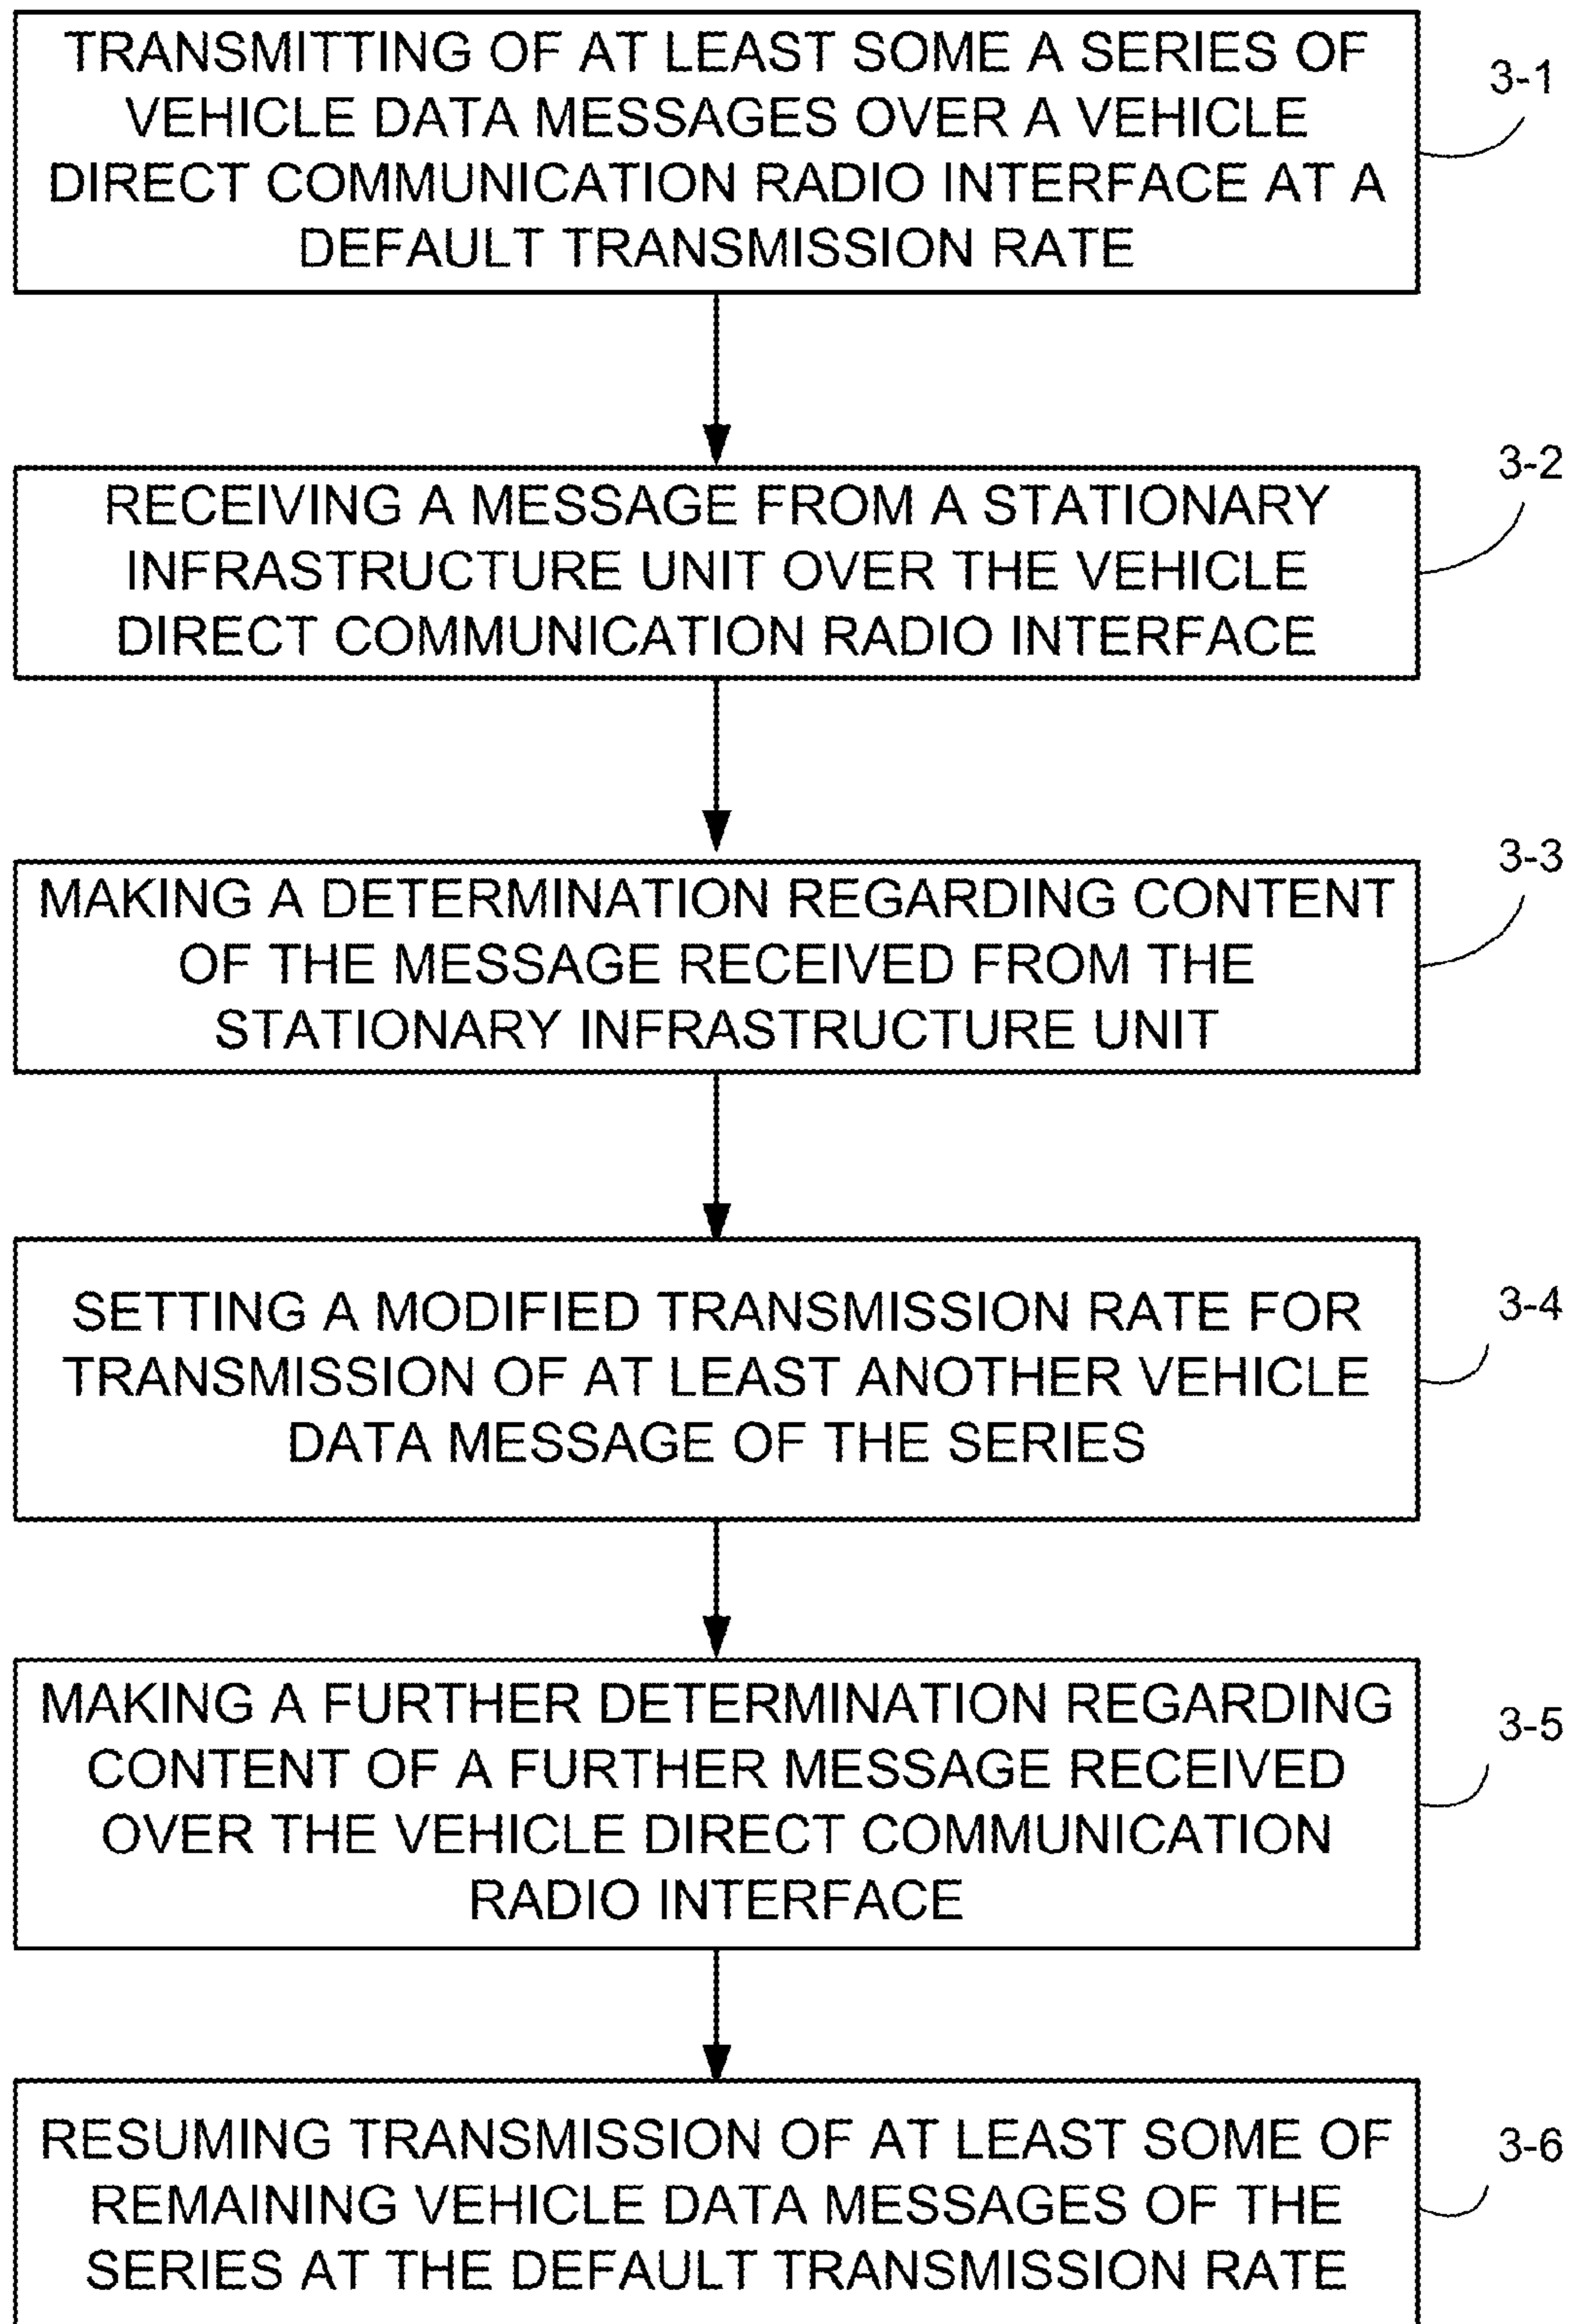 TRANSMITTING OF AT LEAST SOME A SERIES OF
VEHICLE DATA MESSAGES OVER A VEHICLE
DIRECT COMMUNICATION RADIO INTERFACE AT A
DEFAULT TRANSMISSION RATE
3-1
RECEIVING A MESSAGE FROM A STATIONARY
INFRASTRUCTURE UNIT OVER THE VEHICLE
DIRECT COMMUNICATION RADIO INTERFACE
3-2
MAKING A DETERMINATION REGARDING CONTENT
OF THE MESSAGE RECEIVED FROM THE
STATIONARY INFRASTRUCTURE UNIT
3-3
SETTING A MODIFIED TRANSMISSION RATE FOR
TRANSMISSION OF AT LEAST ANOTHER VEHICLE
DATA MESSAGE OF THE SERIES
3-4
MAKING A FURTHER DETERMINATION REGARDING
CONTENT OF A FURTHER MESSAGE RECEIVED
OVER THE VEHICLE DIRECT COMMUNICATION
RADIO INTERFACE
3-5
RESUMING TRANSMISSION OF AT LEAST SOME OF
REMAINING VEHICLE DATA MESSAGES OF THE
SERIES AT THE DEFAULT TRANSMISSION RATE
3-6